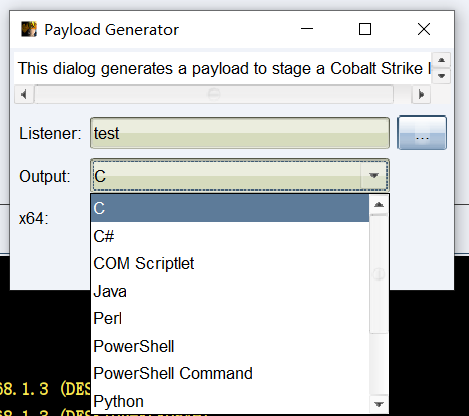 Payload Generator
This dialog generates a payload to stage a Cobalt Strike
Listener: test ...
Output: C
x64:
C
C#
COM Scriptlet
Java
Perl
PowerShell
PowerShell Command
Python
68.1.3 (DES
68.1.3 (DES